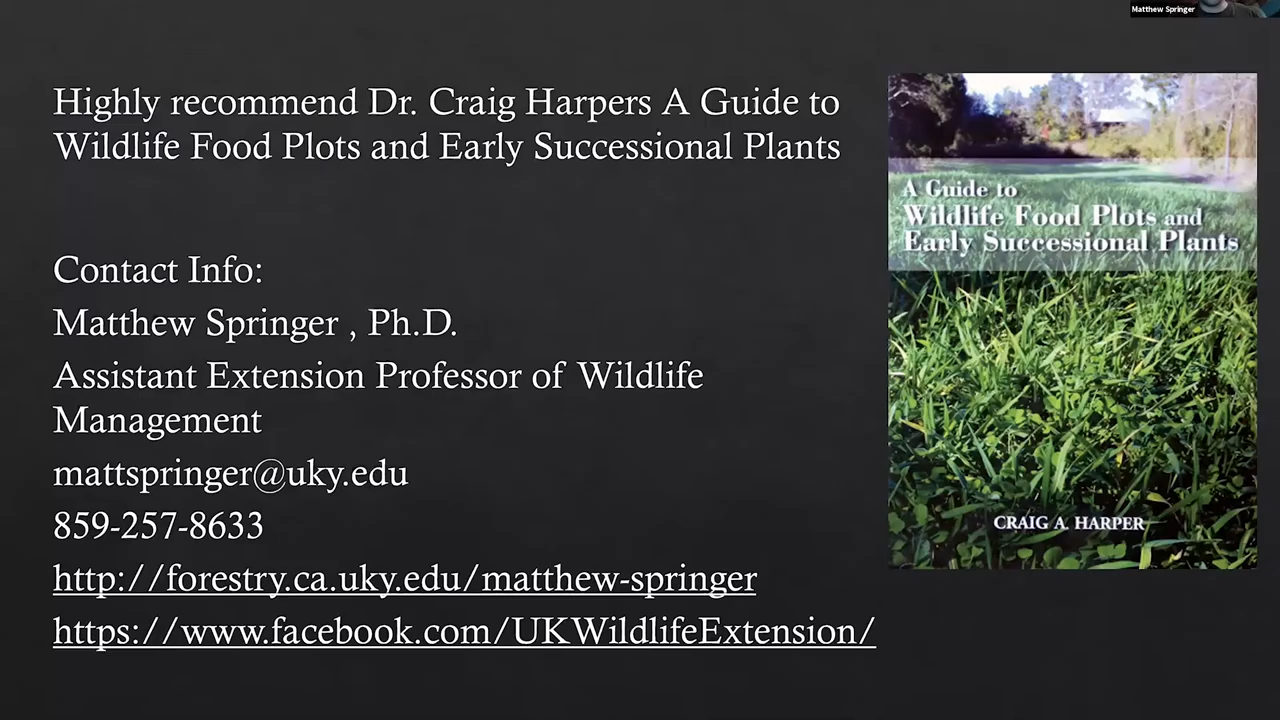 Matthew Springer
Highly recommend Dr. Craig Harpers A Guide to
Wildlife Food Plots and Early Successional Plants
Contact Info:
Matthew Springer , Ph.D.
Assistant Extension Professor of Wildlife
Management
mattspringer@uky.edu
859-257-8633
http://forestry.ca.uky.edu/matthew-springer
https://www.facebook.com/UKWildlifeExtension/
A Guide to
Wildlife Food Plots and
Early Successional Plants
CRAIG A. HARPER